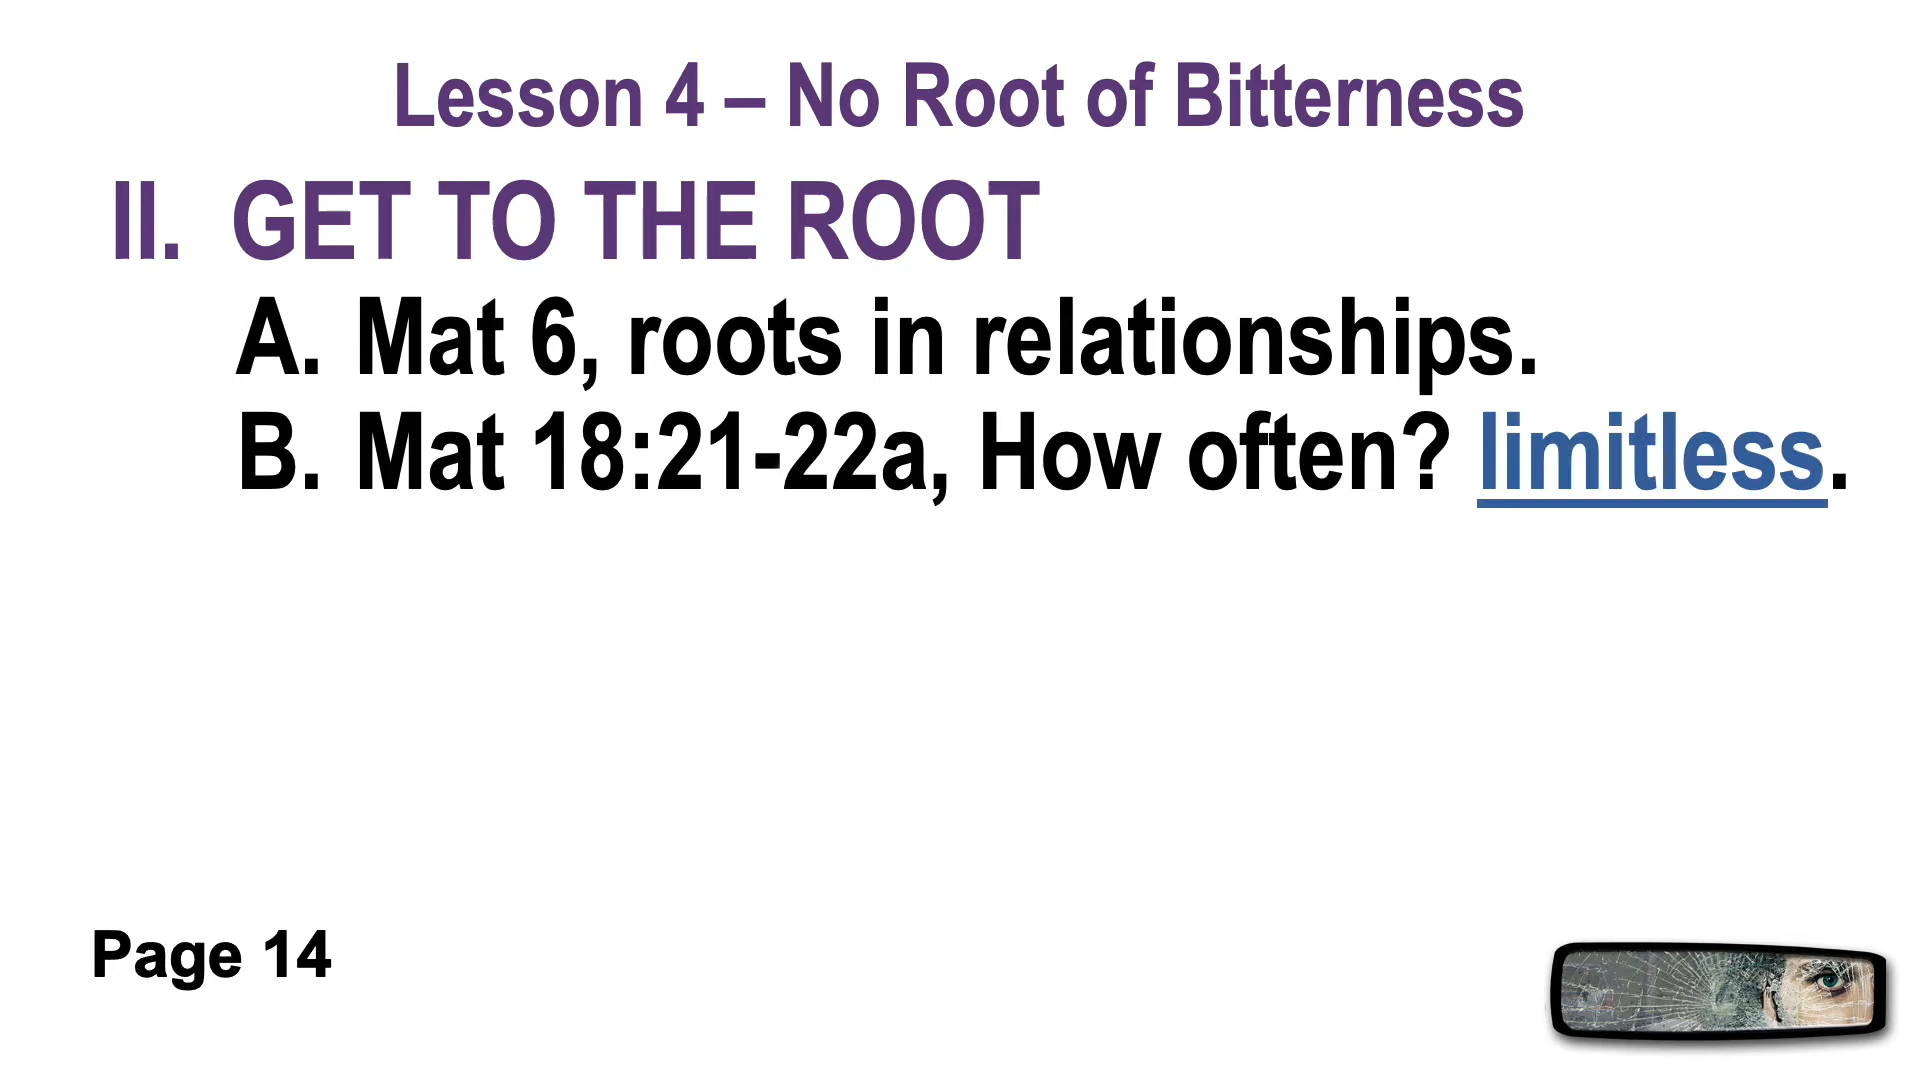 Lesson 4 – No Root of Bitterness
II. GET TO THE ROOT
A. Mat 6, roots in relationships.
B. Mat 18:21-22a, How often? limitless.
Page 14